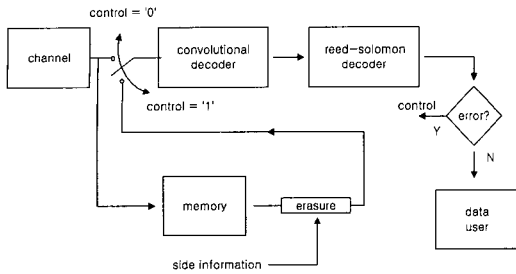 control = '0'
channel
convolutional
decoder
reed-solomon
decoder
control = '1'
control
error?
Y
N
memory
erasure
data
user
side information